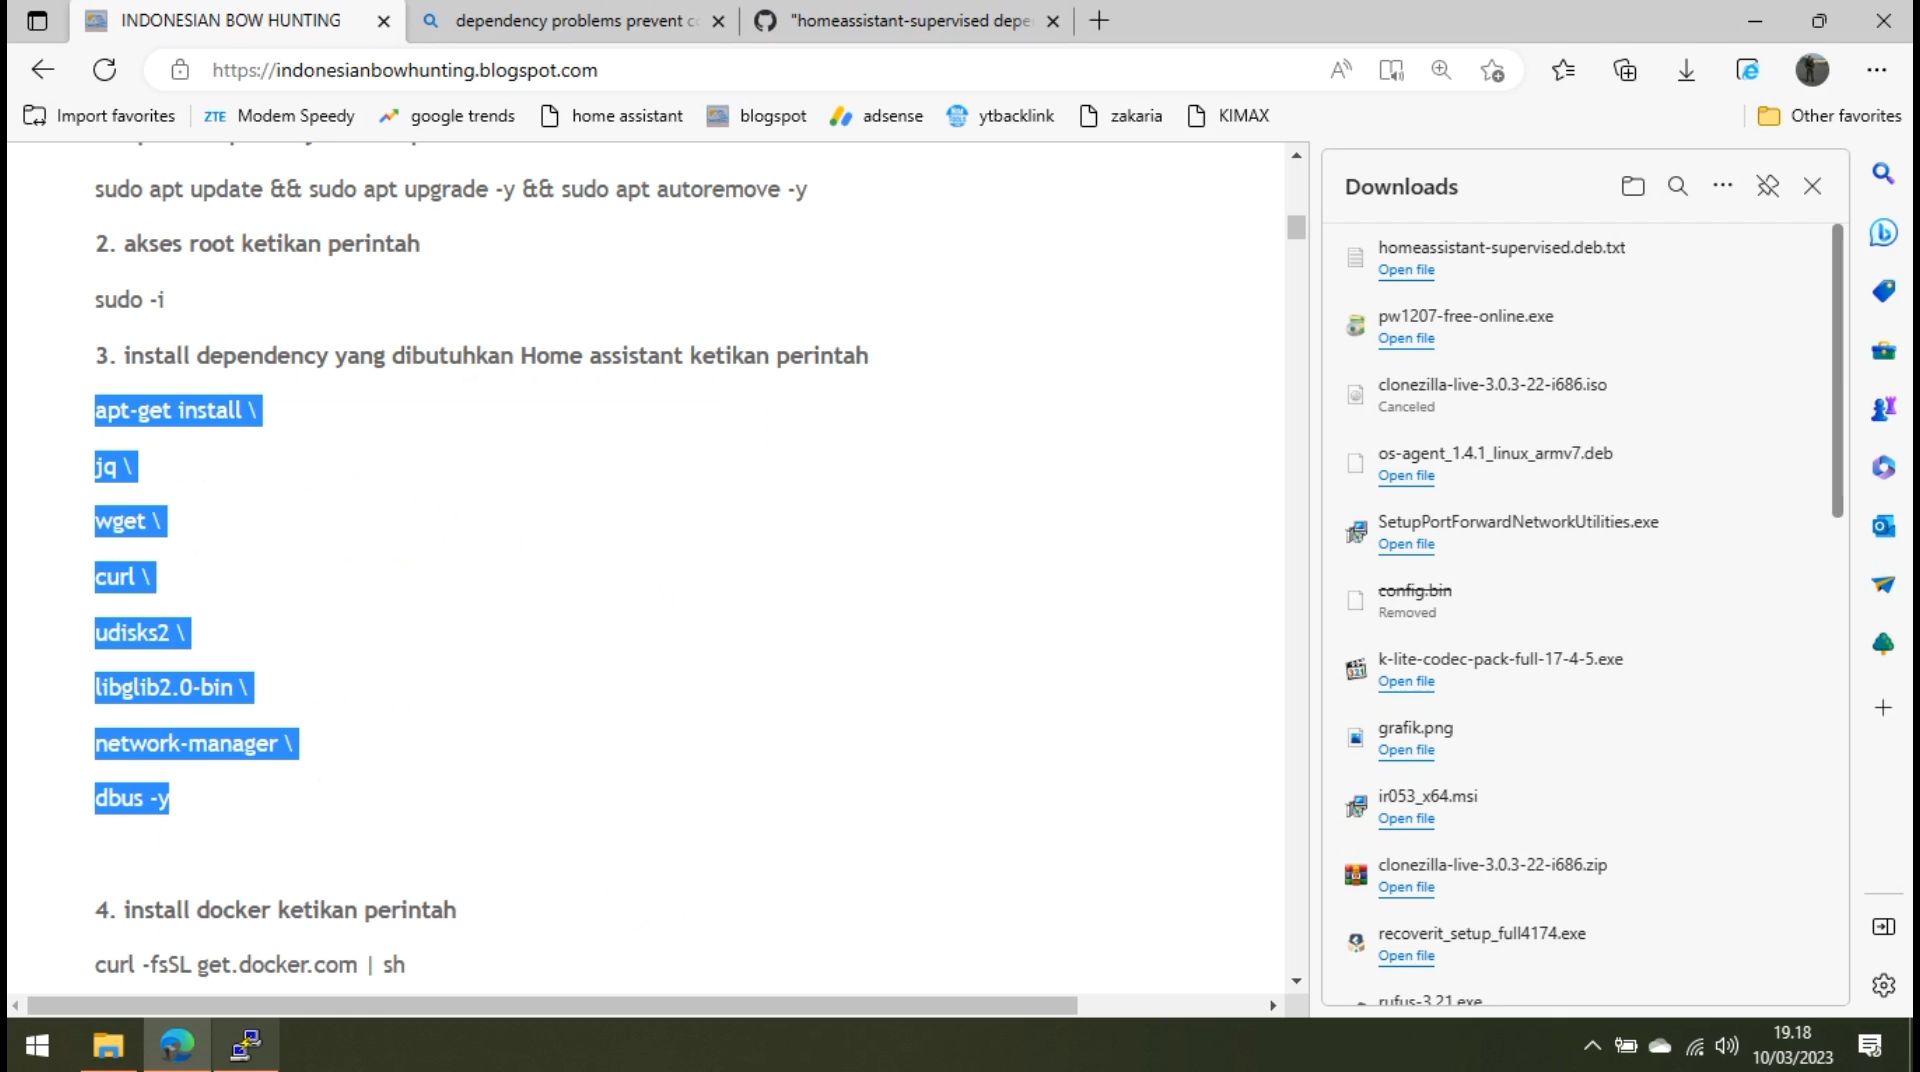 INDONESIAN BOW HUNTING
dependency problems prevent c
"homeassistant-supervised depe
https://indonesianbowhunting.blogspot.com
Import favorites
ZTE Modem Speedy
google trends
home assistant
blogspot
adsense
ytbacklink
zakaria
KIMAX
Other favorites
sudo apt update && sudo apt upgrade -y && sudo apt autoremove -y
2. akses root ketikan perintah
sudo -i
3. install dependency yang dibutuhkan Home assistant ketikan perintah
apt-get install \
jq \
wget \
curl \
udisks2 \
libglib2.0-bin \
network-manager \
dbus -y
4. install docker ketikan perintah
curl -fsSL get.docker.com | sh
Downloads
homeassistant-supervised.deb.txt
Open file
pw1207-free-online.exe
Open file
clonezilla-live-3.0.3-22-i686.iso
Canceled
os-agent_1.4.1_linux_armv7.deb
Open file
SetupPortForwardNetworkUtilities.exe
Open file
config.bin
Removed
k-lite-codec-pack-full-17-4-5.exe
Open file
grafik.png
Open file
ir053_x64.msi
Open file
clonezilla-live-3.0.3-22-i686.zip
Open file
recoverit_setup_full4174.exe
Open file
rufus-3.21.exe
19.18
10/03/2023